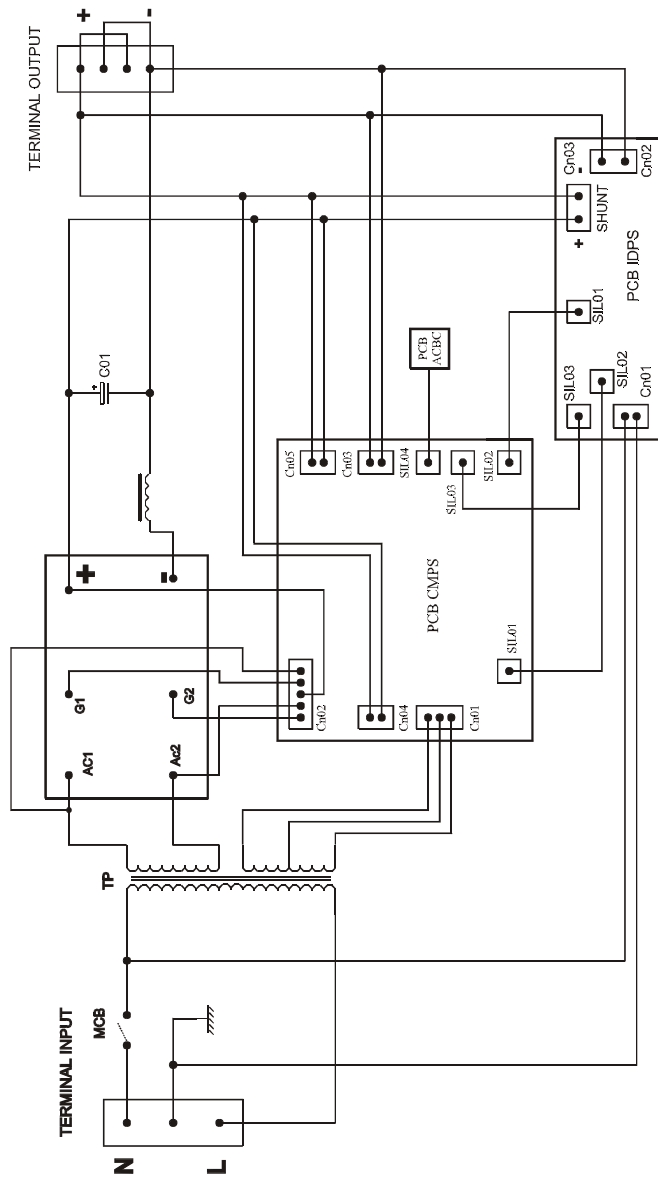 +
-
TERMINAL OUTPUT
Cn03
-
Cn02
SHUNT
+
PCB IDPS
SIL01
SIL02
SIL03
Cn01
+
C01
PCB
ACBC
Cn05
Cn03
SIL04
SIL03
SIL02
PCB CMPS
SIL01
Cn02
Cn04
Cn01
+
-
G1
G2
AC1
Ac2
TP
MCB
TERMINAL INPUT
N
L